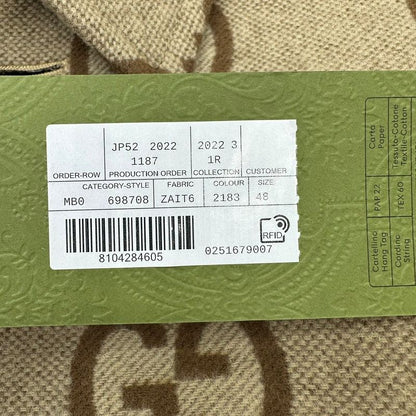 JP52 2022 2022 3
1187 1R
ORDER-ROW PRODUCTION ORDER COLLECTION CUSTOMER
CATEGORY-STYLE FABRIC COLOUR SIZE
MB0 698708 ZAIT6 2183 48
8104284605
0251679007
RFID
Carta
Paper
Tessuto-Cotone
Textile-Cotton
PAP 22
TEX 60
Cartellino
Hang Tag
Cordino
String